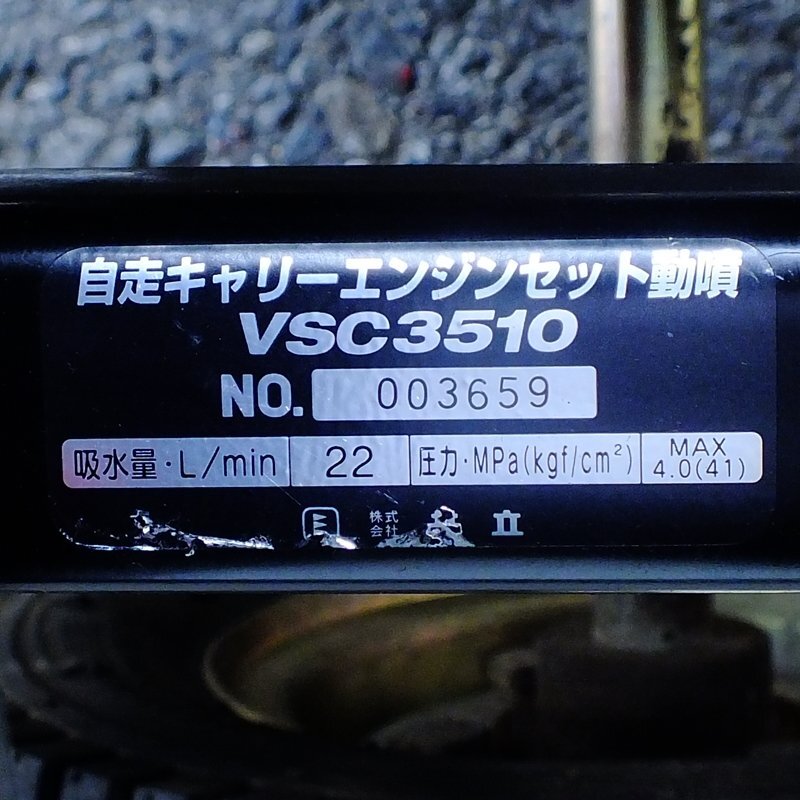 自走キャリーエンジンセット動噴
VSC3510
NO. 003659
吸水量・L/min 22 圧力・MPa(kgf/cm²) MAX 4.0(41)
株式会社 立